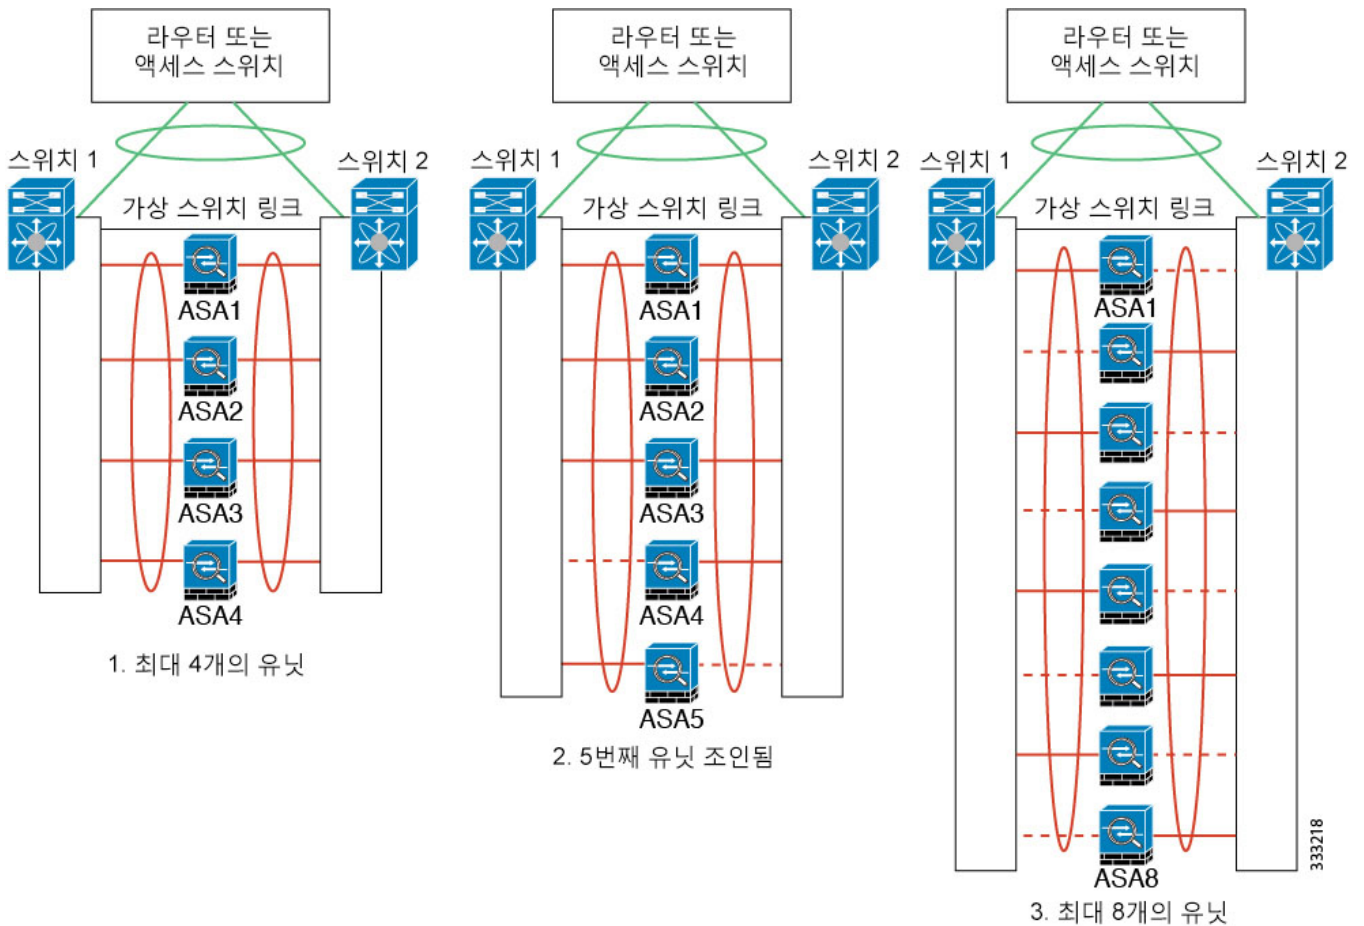 라우터 또는
액세스 스위치
스위치 1
스위치 2
가상 스위치 링크
ASA1
ASA2
ASA3
ASA4
1. 최대 4개의 유닛
라우터 또는
액세스 스위치
스위치 1
스위치 2
가상 스위치 링크
ASA1
ASA2
ASA3
ASA4
ASA5
2. 5번째 유닛 조인됨
라우터 또는
액세스 스위치
스위치 1
스위치 2
가상 스위치 링크
ASA1
ASA8
333218
3. 최대 8개의 유닛